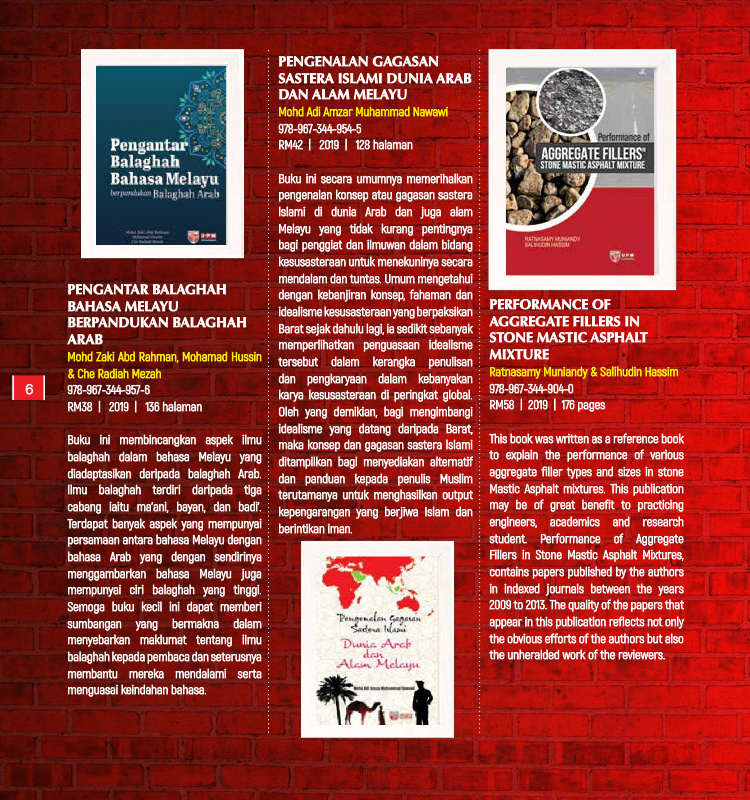 Pengantar
Balaghah
Bahasa Melayu
berpandukan Balaghah Arab
Mohd Zaki Abd Rahman
Mohamad Hussin
Che Radiah Mezah
UPM
PENGANTAR BALAGHAH
BAHASA MELAYU
BERPANDUKAN BALAGHAH
ARAB
Mohd Zaki Abd Rahman, Mohamad Hussin
& Che Radiah Mezah
978-967-344-957-6
RM38 | 2019 | 136 halaman
Buku ini membincangkan aspek ilmu
balaghah dalam bahasa Melayu yang
diadaptasikan daripada balaghah Arab.
Ilmu balaghah terdiri daripada tiga
cabang iaitu ma'ani, bayan, dan badi'.
Terdapat banyak aspek yang mempunyai
persamaan antara bahasa Melayu dengan
bahasa Arab yang dengan sendirinya
menggambarkan bahasa Melayu juga
mempunyai ciri balaghah yang tinggi.
Semoga buku kecil ini dapat memberi
sumbangan yang bermakna dalam
menyebarkan maklumat tentang ilmu
balaghah kepada pembaca dan seterusnya
membantu mereka mendalami serta
menguasai keindahan bahasa.
6
PENGENALAN GAGASAN
SASTERA ISLAMI DUNIA ARAB
DAN ALAM MELAYU
Mohd Adi Amzar Muhammad Nawawi
978-967-344-954-5
RM42 | 2019 | 128 halaman
Buku ini secara umumnya memerihalkan
pengenalan konsep atau gagasan sastera
Islami di dunia Arab dan juga alam
Melayu yang tidak kurang pentingnya
bagi penggiat dan ilmuwan dalam bidang
kesusasteraan untuk menekuninya secara
mendalam dan tuntas. Umum mengetahui
dengan kebanjiran konsep, fahaman dan
idealisme kesusasteraan yang berpaksikan
Barat sejak dahulu lagi, ia sedikit sebanyak
memperlihatkan penguasaan idealisme
tersebut dalam kerangka penulisan
dan pengkaryaan dalam kebanyakan
karya kesusasteraan di peringkat global.
Oleh yang demikian, bagi mengimbangi
idealisme yang datang daripada Barat,
maka konsep dan gagasan sastera Islami
ditampilkan bagi menyediakan alternatif
dan panduan kepada penulis Muslim
terutamanya untuk menghasilkan output
kepengarangan yang berjiwa Islam dan
berintikan iman.
Pengenalan Gagasan
Sastera Islami
Dunia Arab
dan
Alam Melayu
Mohd Adi Amzar Muhammad Nawawi
Performance of
AGGREGATE FILLERS IN
STONE MASTIC ASPHALT MIXTURE
RATNASAMY MUNIANDY
SALIHUDIN HASSIM
UPM
PERFORMANCE OF
AGGREGATE FILLERS IN
STONE MASTIC ASPHALT
MIXTURE
Ratnasamy Muniandy & Salihudin Hassim
978-967-344-904-0
RM58 | 2019 | 176 pages
This book was written as a reference book
to explain the performance of various
aggregate filler types and sizes in stone
Mastic Asphalt mixtures. This publication
may be of great benefit to practicing
engineers, academics and research
student. Performance of Aggregate
Fillers in Stone Mastic Asphalt Mixtures,
contains papers published by the authors
in indexed journals between the years
2009 to 2013. The quality of the papers that
appear in this publication reflects not only
the obvious efforts of the authors but also
the unheralded work of the reviewers.